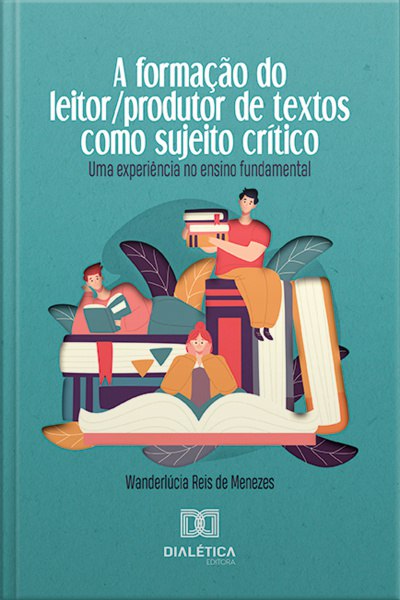 A formação do
leitor/produtor de textos
como sujeito crítico
Uma experiência no ensino fundamental
Wanderlúcia Reis de Menezes
DIALÉTICA
EDITORA